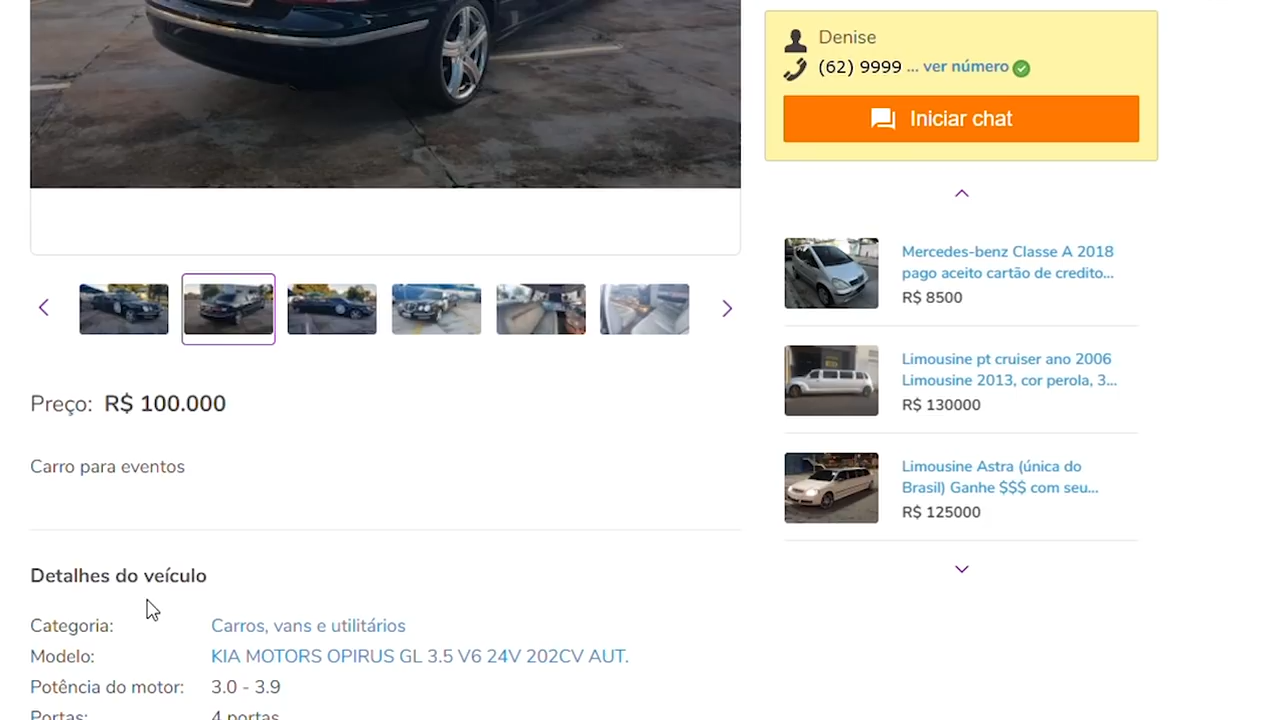 Denise
(62) 9999 ... ver número
Iniciar chat
Mercedes-benz Classe A 2018
pago aceito cartão de credito...
R$ 8500
Limousine pt cruiser ano 2006
Limousine 2013, cor perola, 3...
R$ 130000
Limousine Astra (única do
Brasil) Ganhe $$$ com seu...
R$ 125000
Preço: R$ 100.000
Carro para eventos
Detalhes do veículo
Categoria: Carros, vans e utilitários
Modelo: KIA MOTORS OPIRUS GL 3.5 V6 24V 202CV AUT.
Potência do motor: 3.0 - 3.9
Portas: 4 portas